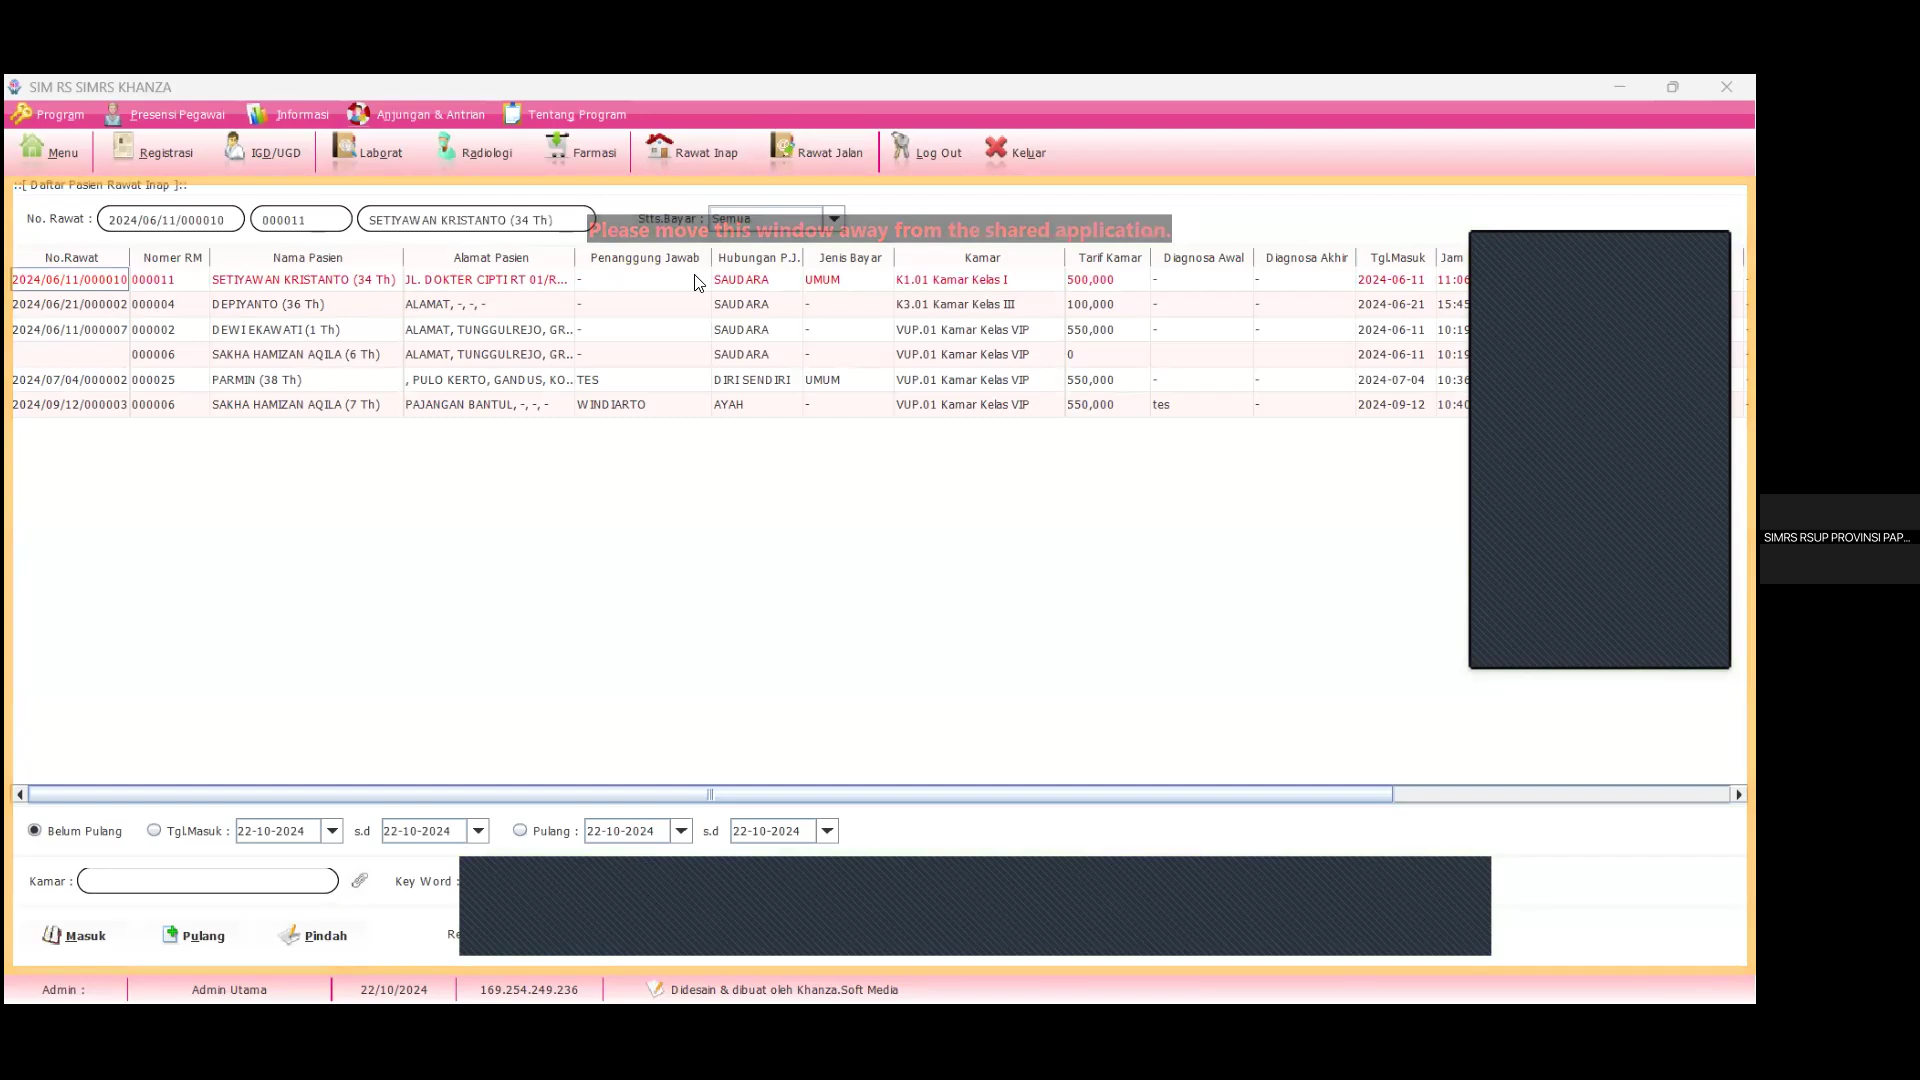 SIM RS SIMRS KHANZA
Program Presensi Pegawai Informasi Anjungan & Antrian Tentang Program
Menu Registrasi IGD/UGD Laborat Radiologi Farmasi Rawat Inap Rawat Jalan Log Out Keluar
::[ Daftar Pasien Rawat Inap ]::
No. Rawat : 2024/06/11/000010 000011 SETIYAWAN KRISTANTO (34 Th) Stts.Bayar : Semua
Please move this window away from the shared application.
No.Rawat Nomer RM Nama Pasien Alamat Pasien Penanggung Jawab Hubungan P.J. Jenis Bayar Kamar Tarif Kamar Diagnosa Awal Diagnosa Akhir Tgl.Masuk Jam
2024/06/11/000010 000011 SETIYAWAN KRISTANTO (34 Th) JL. DOKTER CIPTI RT 01/R... - SAUDARA UMUM K1.01 Kamar Kelas I 500,000 - - 2024-06-11 11:06
2024/06/21/000002 000004 DEPIYANTO (36 Th) ALAMAT, -, -, - SAUDARA - K3.01 Kamar Kelas III 100,000 - - 2024-06-21 15:45
2024/06/11/000007 000002 DEWI EKAWATI (1 Th) ALAMAT, TUNGGULREJO, GR... - SAUDARA - VUP.01 Kamar Kelas VIP 550,000 - - 2024-06-11 10:19
000006 SAKHA HAMIZAN AQILA (6 Th) ALAMAT, TUNGGULREJO, GR... - SAUDARA - VUP.01 Kamar Kelas VIP 0 2024-06-11 10:19
2024/07/04/000002 000025 PARMIN (38 Th) , PULO KERTO, GANDUS, KO... TES DIRI SENDIRI UMUM VUP.01 Kamar Kelas VIP 550,000 - - 2024-07-04 10:36
2024/09/12/000003 000006 SAKHA HAMIZAN AQILA (7 Th) PAJANGAN BANTUL, -, -, - WINDIARTO AYAH - VUP.01 Kamar Kelas VIP 550,000 tes - 2024-09-12 10:40
SIMRS RSUP PROVINSI PAP...
Belum Pulang Tgl.Masuk : 22-10-2024 s.d 22-10-2024 Pulang : 22-10-2024 s.d 22-10-2024
Kamar : Key Word :
Masuk Pulang Pindah Re
Admin : Admin Utama 22/10/2024 169.254.249.236 Didesain & dibuat oleh Khanza.Soft Media